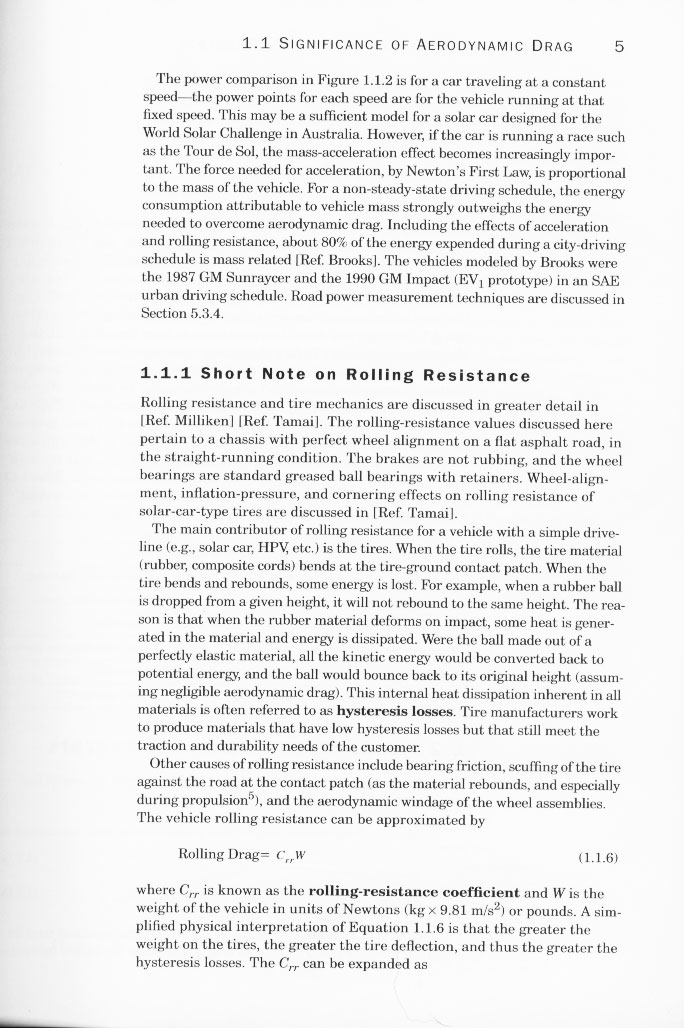 1.1 SIGNIFICANCE OF AERODYNAMIC DRAG 5
The power comparison in Figure 1.1.2 is for a car traveling at a constant
speed—the power points for each speed are for the vehicle running at that
fixed speed. This may be a sufficient model for a solar car designed for the
World Solar Challenge in Australia. However, if the car is running a race such
as the Tour de Sol, the mass-acceleration effect becomes increasingly impor-
tant. The force needed for acceleration, by Newton's First Law, is proportional
to the mass of the vehicle. For a non-steady-state driving schedule, the energy
consumption attributable to vehicle mass strongly outweighs the energy
needed to overcome aerodynamic drag. Including the effects of acceleration
and rolling resistance, about 80% of the energy expended during a city-driving
schedule is mass related [Ref. Brooks]. The vehicles modeled by Brooks were
the 1987 GM Sunraycer and the 1990 GM Impact (EV₁ prototype) in an SAE
urban driving schedule. Road power measurement techniques are discussed in
Section 5.3.4.
1.1.1 Short Note on Rolling Resistance
Rolling resistance and tire mechanics are discussed in greater detail in
[Ref. Milliken] [Ref. Tamai]. The rolling-resistance values discussed here
pertain to a chassis with perfect wheel alignment on a flat asphalt road, in
the straight-running condition. The brakes are not rubbing, and the wheel
bearings are standard greased ball bearings with retainers. Wheel-align-
ment, inflation-pressure, and cornering effects on rolling resistance of
solar-car-type tires are discussed in [Ref. Tamai].
The main contributor of rolling resistance for a vehicle with a simple drive-
line (e.g., solar car, HPV, etc.) is the tires. When the tire rolls, the tire material
(rubber, composite cords) bends at the tire-ground contact patch. When the
tire bends and rebounds, some energy is lost. For example, when a rubber ball
is dropped from a given height, it will not rebound to the same height. The rea-
son is that when the rubber material deforms on impact, some heat is gener-
ated in the material and energy is dissipated. Were the ball made out of a
perfectly elastic material, all the kinetic energy would be converted back to
potential energy, and the ball would bounce back to its original height (assum-
ing negligible aerodynamic drag). This internal heat dissipation inherent in all
materials is often referred to as hysteresis losses. Tire manufacturers work
to produce materials that have low hysteresis losses but that still meet the
traction and durability needs of the customer.
Other causes of rolling resistance include bearing friction, scuffing of the tire
against the road at the contact patch (as the material rebounds, and especially
during propulsion⁵), and the aerodynamic windage of the wheel assemblies.
The vehicle rolling resistance can be approximated by
Rolling Drag= CᵣᵣW (1.1.6)
where Cᵣᵣ is known as the rolling-resistance coefficient and W is the
weight of the vehicle in units of Newtons (kg × 9.81 m/s²) or pounds. A sim-
plified physical interpretation of Equation 1.1.6 is that the greater the
weight on the tires, the greater the tire deflection, and thus the greater the
hysteresis losses. The Cᵣᵣ can be expanded as